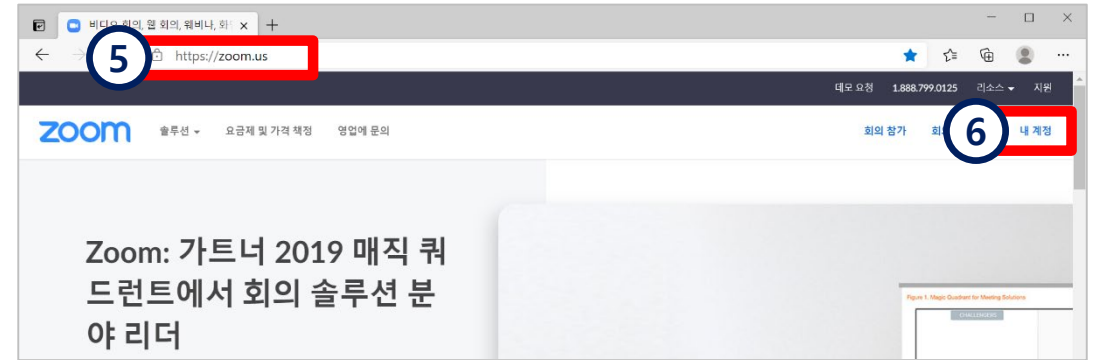 비디오 회의, 웹 회의, 웨비나, 화
5
https://zoom.us
데모 요청 1.888.799.0125 리소스 지원
zoom 솔루션 요금제 및 가격 책정 영업에 문의 회의 참가 6 내 계정
Zoom: 가트너 2019 매직 쿼
드런트에서 회의 솔루션 분
야 리더
Figure 1. Magic Quadrant for Meeting Solutions
CHALLENGERS